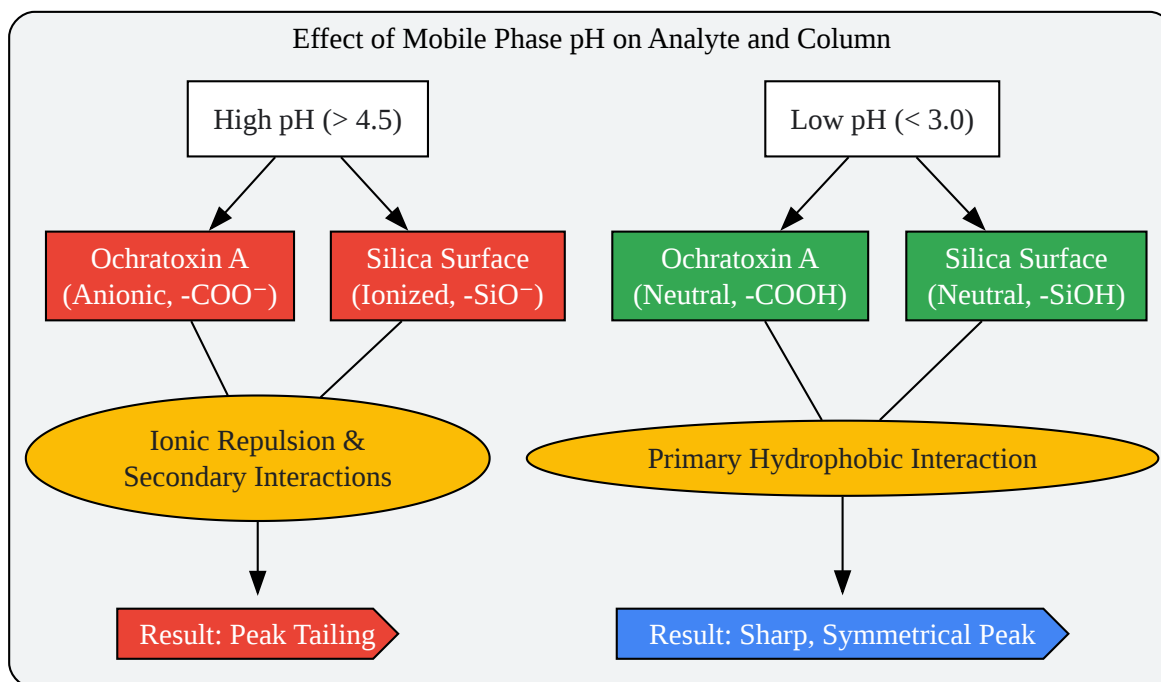 Effect of Mobile Phase pH on Analyte and Column
High pH (> 4.5)
Low pH (< 3.0)
Ochratoxin A
(Anionic, -COO⁻)
Silica Surface
(Ionized, -SiO⁻)
Ochratoxin A
(Neutral, -COOH)
Silica Surface
(Neutral, -SiOH)
Ionic Repulsion &
Secondary Interactions
Primary Hydrophobic Interaction
Result: Peak Tailing
Result: Sharp, Symmetrical Peak